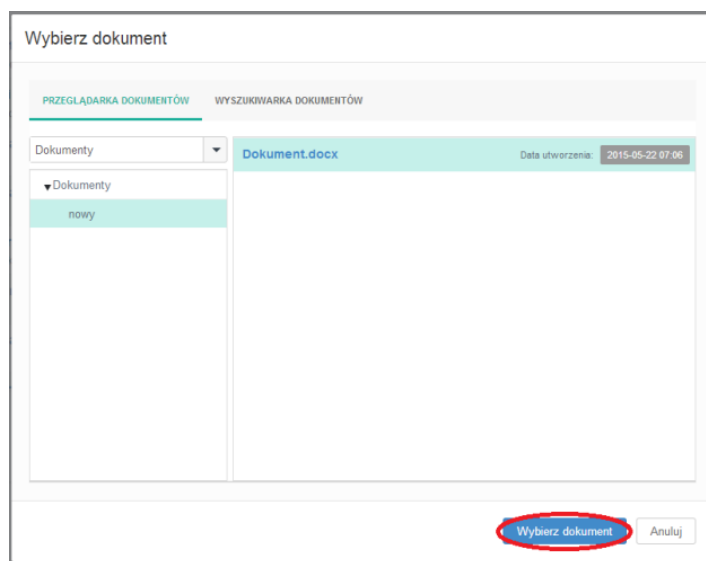 Wybierz dokument
PRZEGLĄDARKA DOKUMENTÓW WYSZUKIWARKA DOKUMENTÓW
Dokumenty
Dokument.docx Data utworzenia: 2015-05-22 07:06
Dokumenty
nowy
Wybierz dokument Anuluj